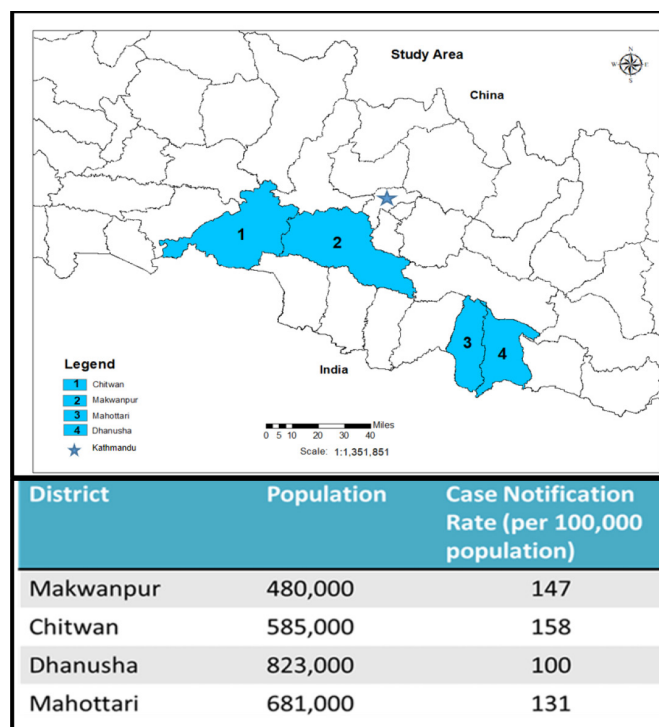 Study Area
N
W E
S
China
1
2
3
4
India
Legend
1 Chitwan
2 Makwanpur
3 Mahottari
4 Dhanusha
Kathmandu
Miles
0 5 10 20 30 40
Scale: 1:1,351,851
District Population Case Notification
Rate (per 100,000
population)
Makwanpur 480,000 147
Chitwan 585,000 158
Dhanusha 823,000 100
Mahottari 681,000 131